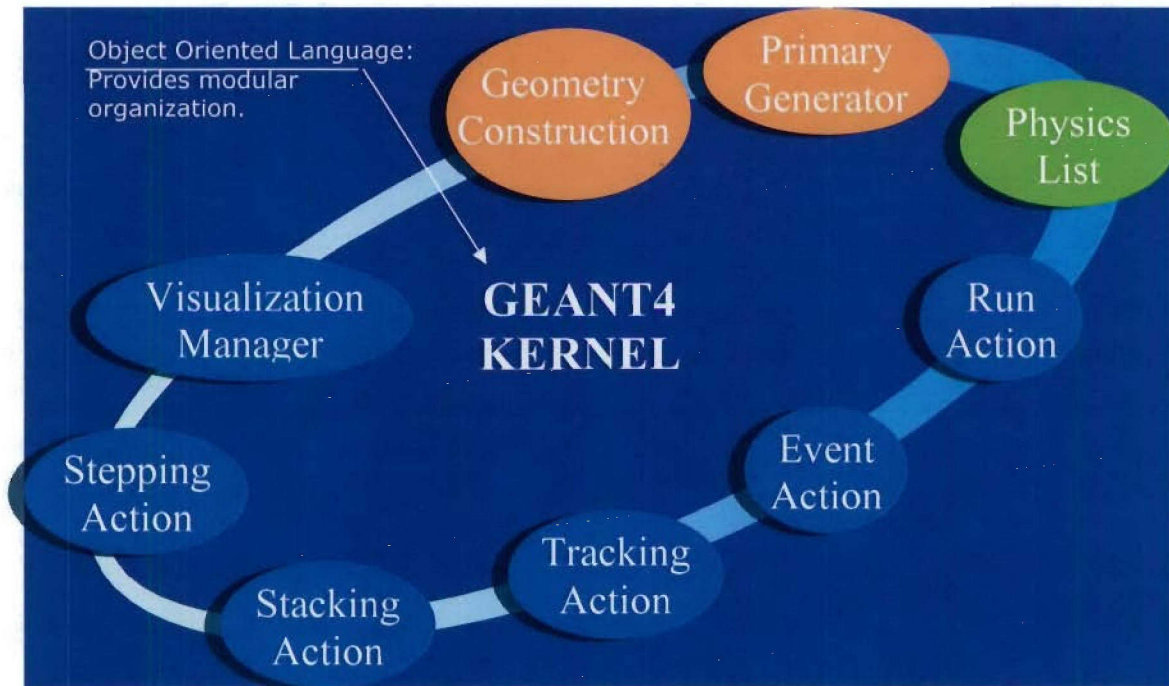 Object Oriented Language:
Provides modular
organization.
Geometry
Construction
Primary
Generator
Physics
List
Visualization
Manager
GEANT4
KERNEL
Run
Action
Event
Action
Stepping
Action
Tracking
Action
Stacking
Action